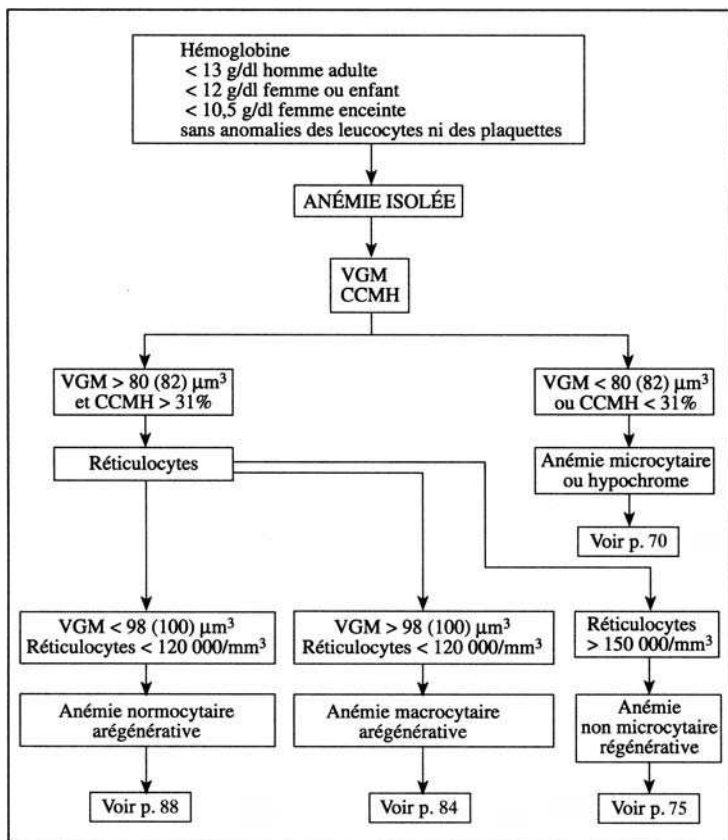 Hémoglobine
< 13 g/dl homme adulte
< 12 g/dl femme ou enfant
< 10,5 g/dl femme enceinte
sans anomalies des leucocytes ni des plaquettes
ANÉMIE ISOLÉE
VGM
CCMH
VGM > 80 (82) µm³
et CCMH > 31%
VGM < 80 (82) µm³
ou CCMH < 31%
Réticulocytes
Anémie microcytaire
ou hypochrome
Voir p. 70
VGM < 98 (100) µm³
Réticulocytes < 120 000/mm³
VGM > 98 (100) µm³
Réticulocytes < 120 000/mm³
Réticulocytes
> 150 000/mm³
Anémie normocytaire
arégénérative
Anémie macrocytaire
arégénérative
Anémie
non microcytaire
régénérative
Voir p. 88
Voir p. 84
Voir p. 75